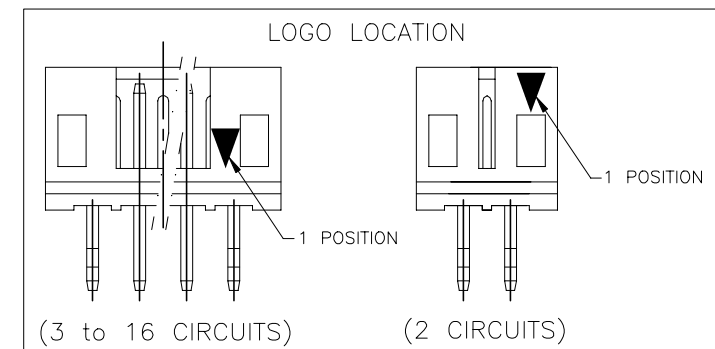 LOGO LOCATION
1 POSITION
1 POSITION
(3 to 16 CIRCUITS)
(2 CIRCUITS)